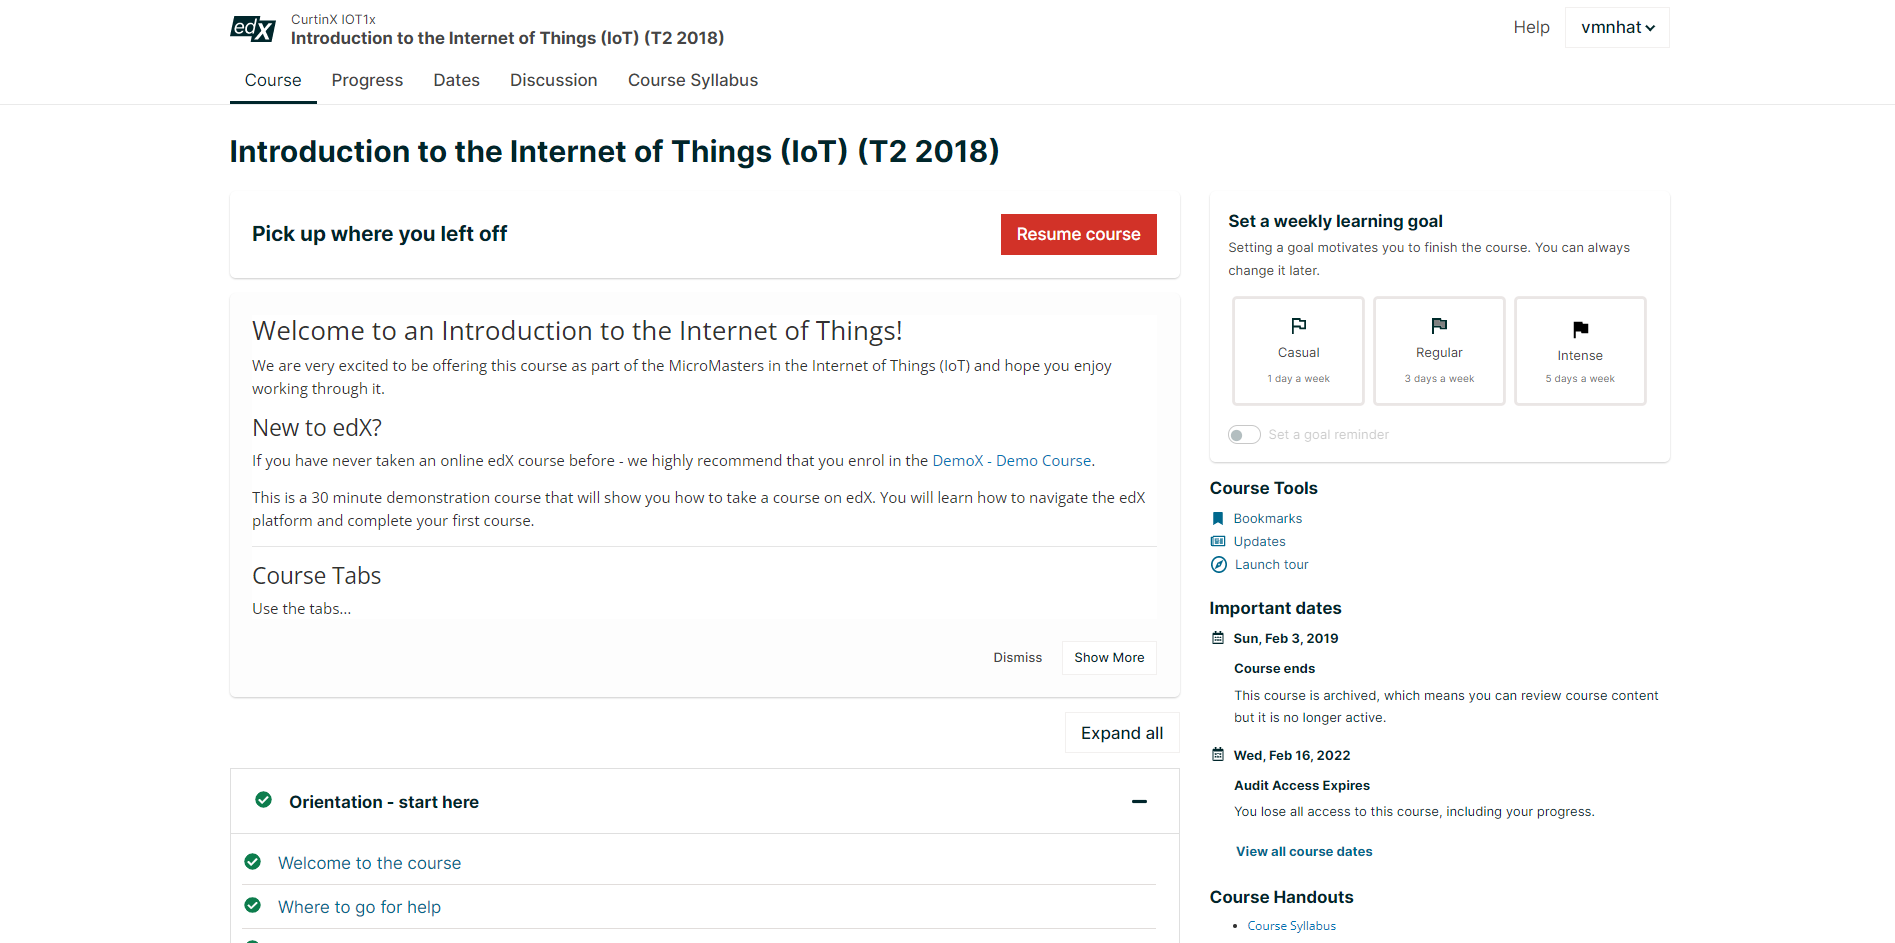 edX
CurtinX IOT1x
Introduction to the Internet of Things (IoT) (T2 2018)
Help
vmnhat
Course
Progress
Dates
Discussion
Course Syllabus
Introduction to the Internet of Things (IoT) (T2 2018)
Pick up where you left off
Resume course
Welcome to an Introduction to the Internet of Things!
We are very excited to be offering this course as part of the MicroMasters in the Internet of Things (IoT) and hope you enjoy
working through it.
New to edX?
If you have never taken an online edX course before - we highly recommend that you enrol in the DemoX - Demo Course.
This is a 30 minute demonstration course that will show you how to take a course on edX. You will learn how to navigate the edX
platform and complete your first course.
Course Tabs
Use the tabs...
Dismiss
Show More
Expand all
Orientation - start here
Welcome to the course
Where to go for help
Set a weekly learning goal
Setting a goal motivates you to finish the course. You can always
change it later.
Casual
1 day a week
Regular
3 days a week
Intense
5 days a week
Set a goal reminder
Course Tools
Bookmarks
Updates
Launch tour
Important dates
Sun, Feb 3, 2019
Course ends
This course is archived, which means you can review course content
but it is no longer active.
Wed, Feb 16, 2022
Audit Access Expires
You lose all access to this course, including your progress.
View all course dates
Course Handouts
Course Syllabus